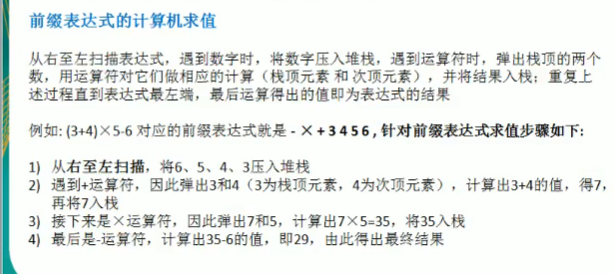 前缀表达式的计算机求值
从右至左扫描表达式，遇到数字时，将数字压入堆栈，遇到运算符时，弹出栈顶的两个
数，用运算符对它们做相应的计算（栈顶元素 和 次顶元素），并将结果入栈；重复上
述过程直到表达式最左端，最后运算得出的值即为表达式的结果
例如: (3+4)×5-6 对应的前缀表达式就是 - × + 3 4 5 6 , 针对前缀表达式求值步骤如下:
1) 从右至左扫描，将6、5、4、3压入堆栈
2) 遇到+运算符，因此弹出3和4（3为栈顶元素，4为次顶元素），计算出3+4的值，得7，
再将7入栈
3) 接下来是×运算符，因此弹出7和5，计算出7×5=35，将35入栈
4) 最后是-运算符，计算出35-6的值，即29，由此得出最终结果